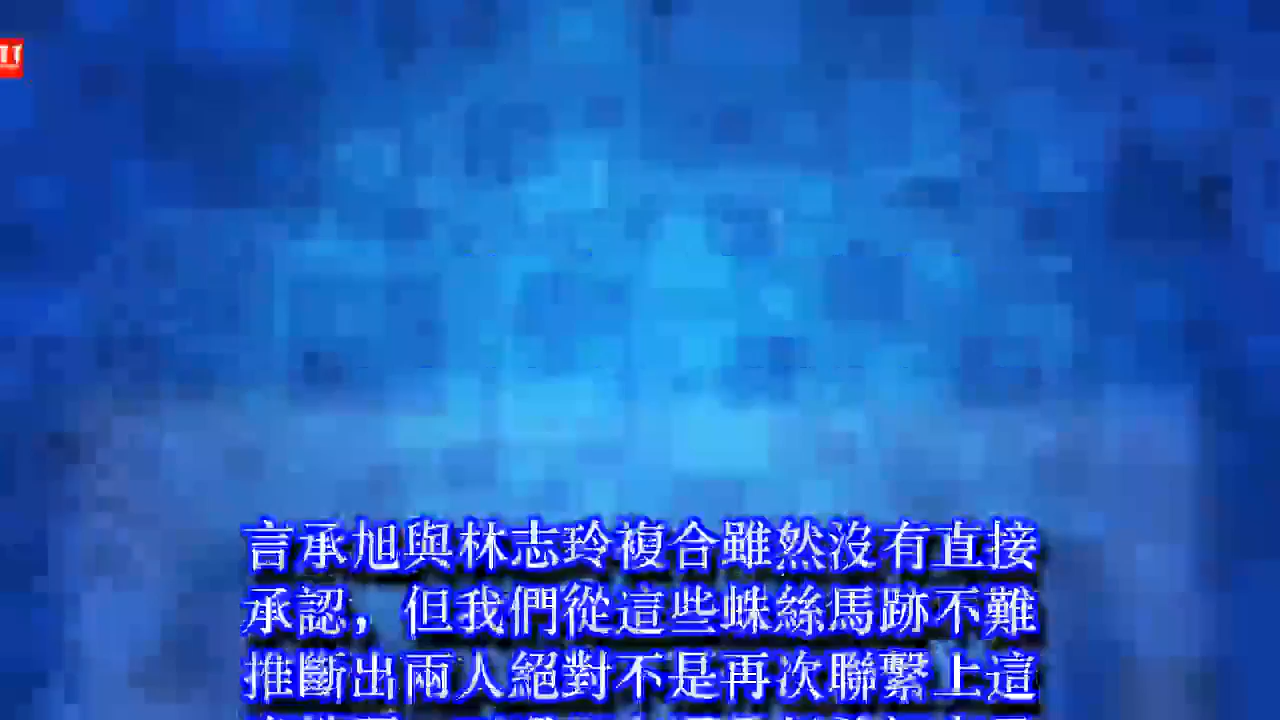 言承旭與林志玲複合雖然沒有直接
承認，但我們從這些蛛絲馬跡不難
推斷出兩人絕對不是再次聯繫上這